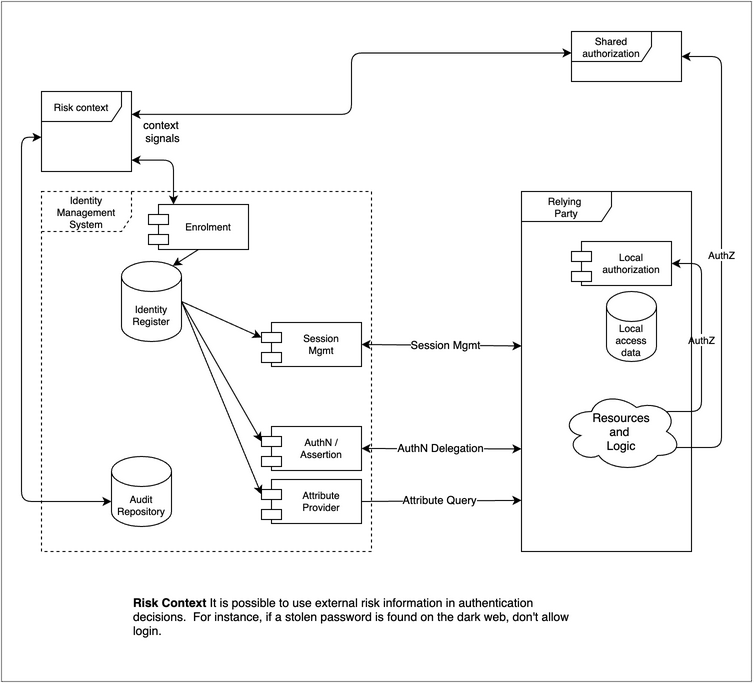 Shared
authorization
Risk context
context
signals
Identity
Management
System
Enrolment
Relying
Party
Local
authorization
AuthZ
Identity
Register
Local
access
data
Session
Mgmt
Session Mgmt
AuthZ
Resources
and
Logic
AuthN /
Assertion
AuthN Delegation
Attribute
Provider
Attribute Query
Audit
Repository
Risk Context It is possible to use external risk information in authentication
decisions.  For instance, if a stolen password is found on the dark web, don't allow
login.